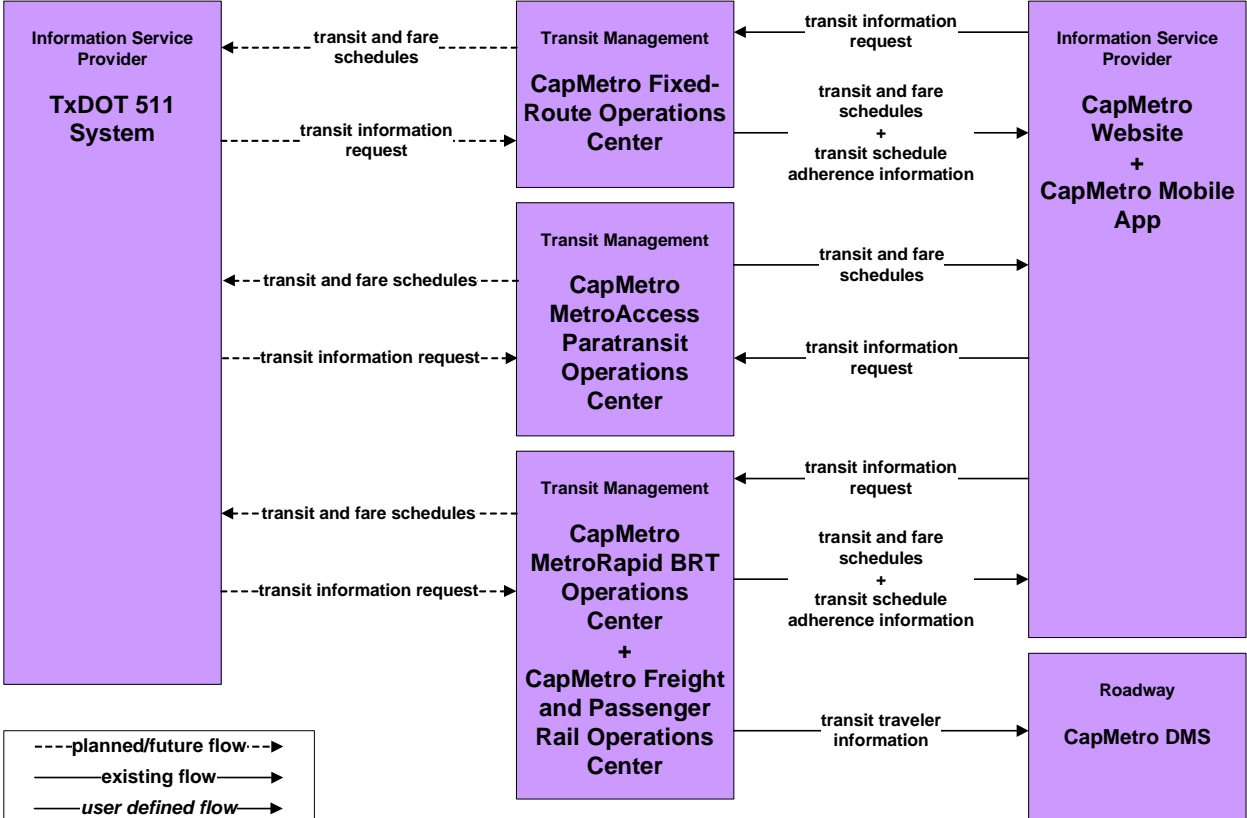 Information Service
Provider
TxDOT 511
System
transit and fare
schedules
transit information
request
transit and fare schedules
transit information request
transit and fare schedules
transit information request
Transit Management
CapMetro Fixed-
Route Operations
Center
Transit Management
CapMetro
MetroAccess
Paratransit
Operations
Center
Transit Management
CapMetro
MetroRapid BRT
Operations
Center
+
CapMetro Freight
and Passenger
Rail Operations
Center
transit information
request
transit and fare
schedules
+
transit schedule
adherence information
transit and fare
schedules
transit information
request
transit information
request
transit and fare
schedules
+
transit schedule
adherence information
transit traveler
information
Information Service
Provider
CapMetro
Website
+
CapMetro Mobile
App
Roadway
CapMetro DMS
planned/future flow
existing flow
user defined flow